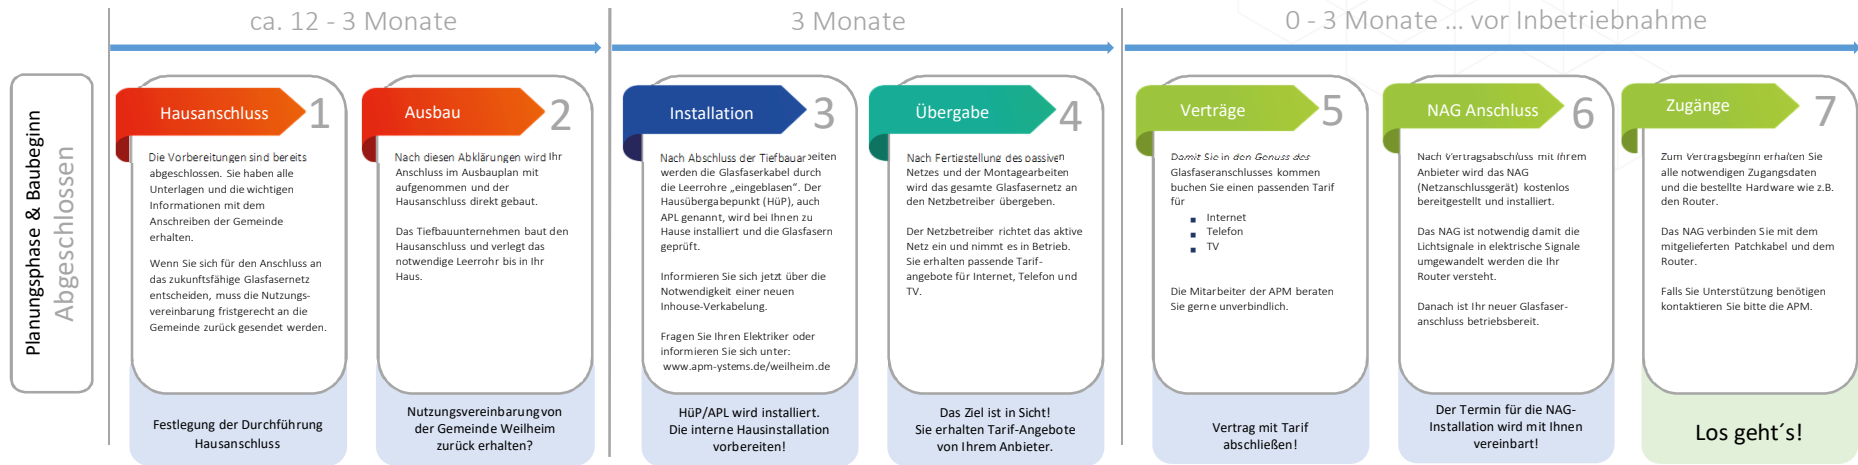 ca. 12 - 3 Monate
3 Monate
0 - 3 Monate ... vor Inbetriebnahme
Planungsphase & Baubeginn
Abgeschlossen
Hausanschluss 1
Die Vorbereitungen sind bereits
abgeschlossen. Sie haben alle
Unterlagen und die wichtigen
Informationen mit dem
Anschreiben der Gemeinde
erhalten.
Wenn Sie sich für den Anschluss an
das zukunftsfähige Glasfasernetz
entscheiden, muss die Nutzungs-
vereinbarung fristgerecht an die
Gemeinde zurück gesendet werden.
Festlegung der Durchführung
Hausanschluss
Ausbau 2
Nach diesen Abklärungen wird Ihr
Anschluss im Ausbauplan mit
aufgenommen und der
Hausanschluss direkt gebaut.
Das Tiefbauunternehmen baut den
Hausanschluss und verlegt das
notwendige Leerrohr bis in Ihr
Haus.
Nutzungsvereinbarung von
der Gemeinde Weilheim
zurück erhalten?
Installation 3
Nach Abschluss der Tiefbauarbeiten
werden die Glasfaserkabel durch
die Leerrohre „eingeblasen“. Der
Hausübergabepunkt (HüP), auch
APL genannt, wird bei Ihnen zu
Hause installiert und die Glasfasern
geprüft.
Informieren Sie sich jetzt über die
Notwendigkeit einer neuen
Inhouse-Verkabelung.
Fragen Sie Ihren Elektriker oder
informieren Sie sich unter:
www.apm-ystems.de/weilheim.de
HüP/APL wird installiert.
Die interne Hausinstallation
vorbereiten!
Übergabe 4
Nach Fertigstellung des passiven
Netzes und der Montagearbeiten
wird das gesamte Glasfasernetz an
den Netzbetreiber übergeben.
Der Netzbetreiber richtet das aktive
Netz ein und nimmt es in Betrieb.
Sie erhalten passende Tarif-
angebote für Internet, Telefon und
TV.
Das Ziel ist in Sicht!
Sie erhalten Tarif-Angebote
von Ihrem Anbieter.
Verträge 5
Damit Sie in den Genuss des
Glasfaseranschlusses kommen
buchen Sie einen passenden Tarif
für
▪ Internet
▪ Telefon
▪ TV
Die Mitarbeiter der APM beraten
Sie gerne unverbindlich.
Vertrag mit Tarif
abschließen!
NAG Anschluss 6
Nach Vertragsabschluss mit Ihrem
Anbieter wird das NAG
(Netzanschlussgerät) kostenlos
bereitgestellt und installiert.
Das NAG ist notwendig damit die
Lichtsignale in elektrische Signale
umgewandelt werden die Ihr
Router versteht.
Danach ist Ihr neuer Glasfaser-
anschluss betriebsbereit.
Der Termin für die NAG-
Installation wird mit Ihnen
vereinbart!
Zugänge 7
Zum Vertragsbeginn erhalten Sie
alle notwendigen Zugangsdaten
und die bestellte Hardware wie z.B.
den Router.
Das NAG verbinden Sie mit dem
mitgelieferten Patchkabel und dem
Router.
Falls Sie Unterstützung benötigen
kontaktieren Sie bitte die APM.
Los geht´s!